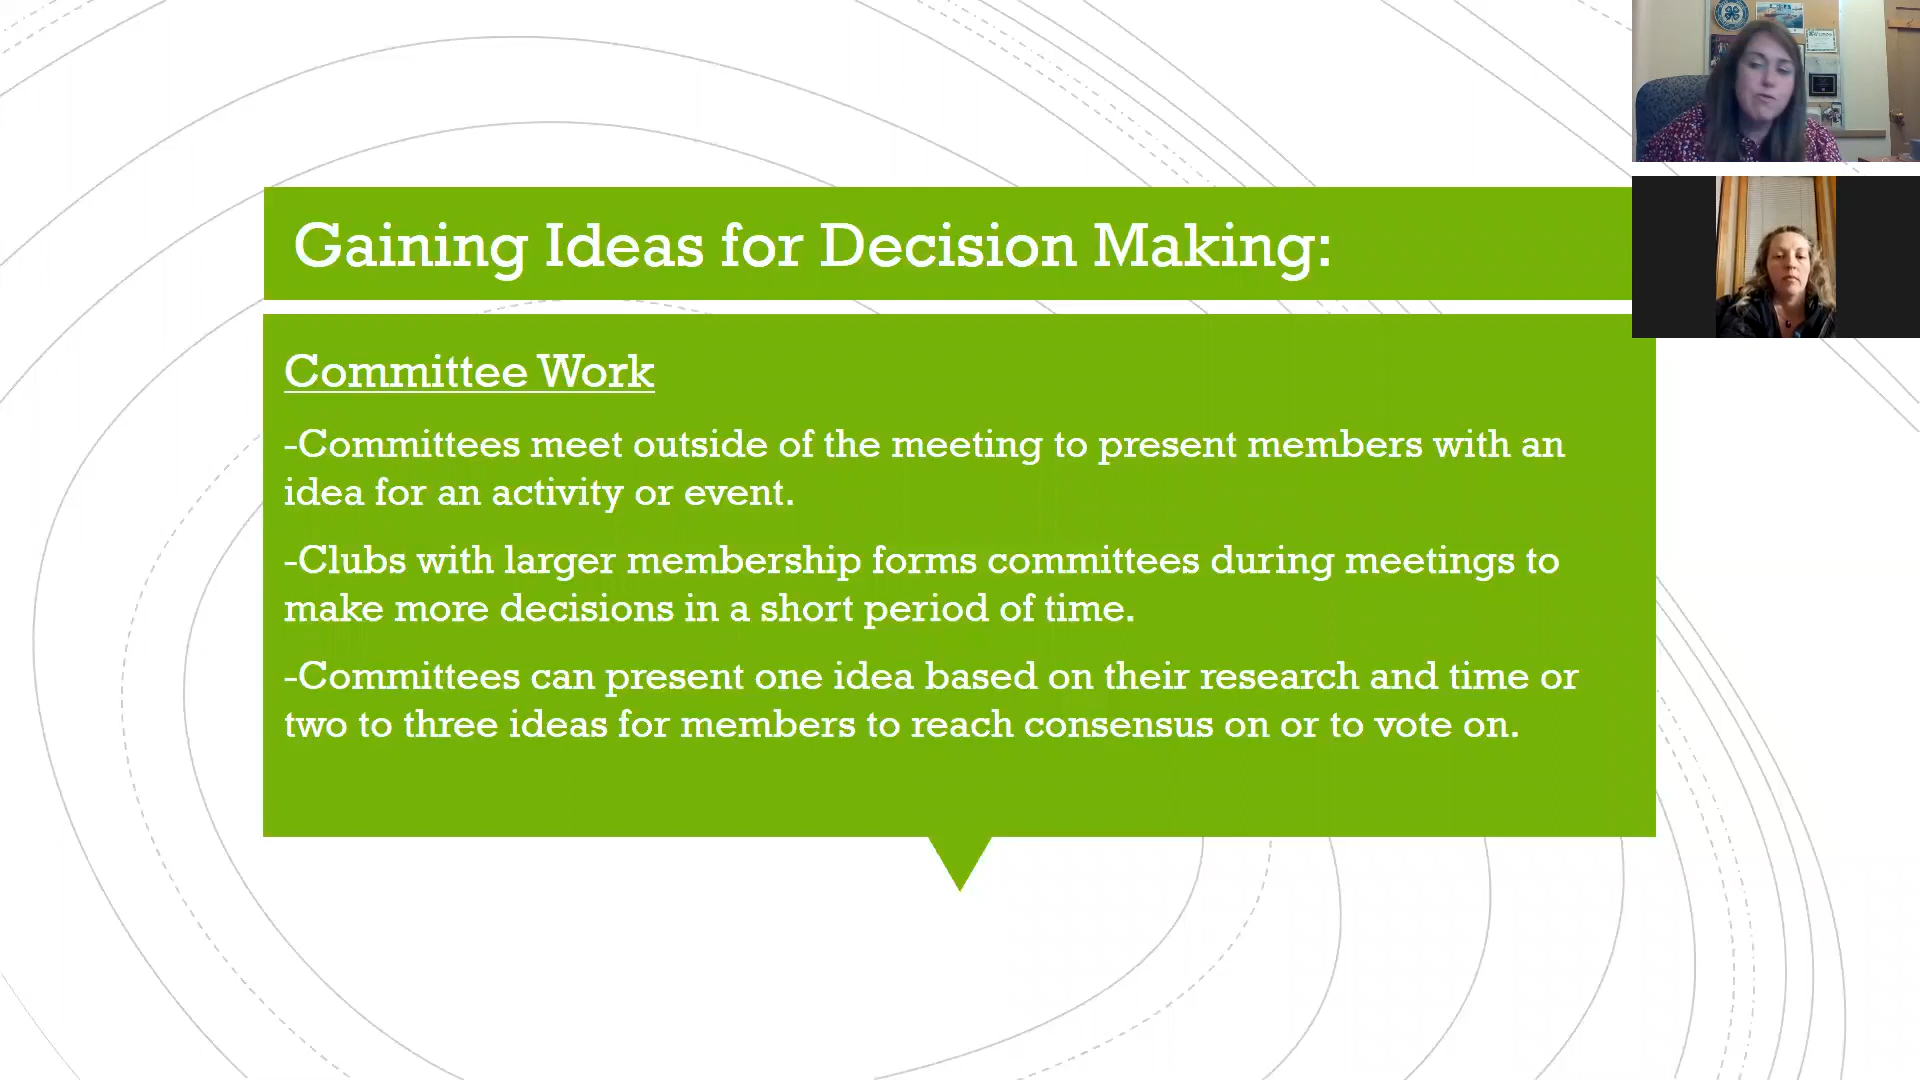 Gaining Ideas for Decision Making:
Committee Work
-Committees meet outside of the meeting to present members with an
idea for an activity or event.
-Clubs with larger membership forms committees during meetings to
make more decisions in a short period of time.
-Committees can present one idea based on their research and time or
two to three ideas for members to reach consensus on or to vote on.